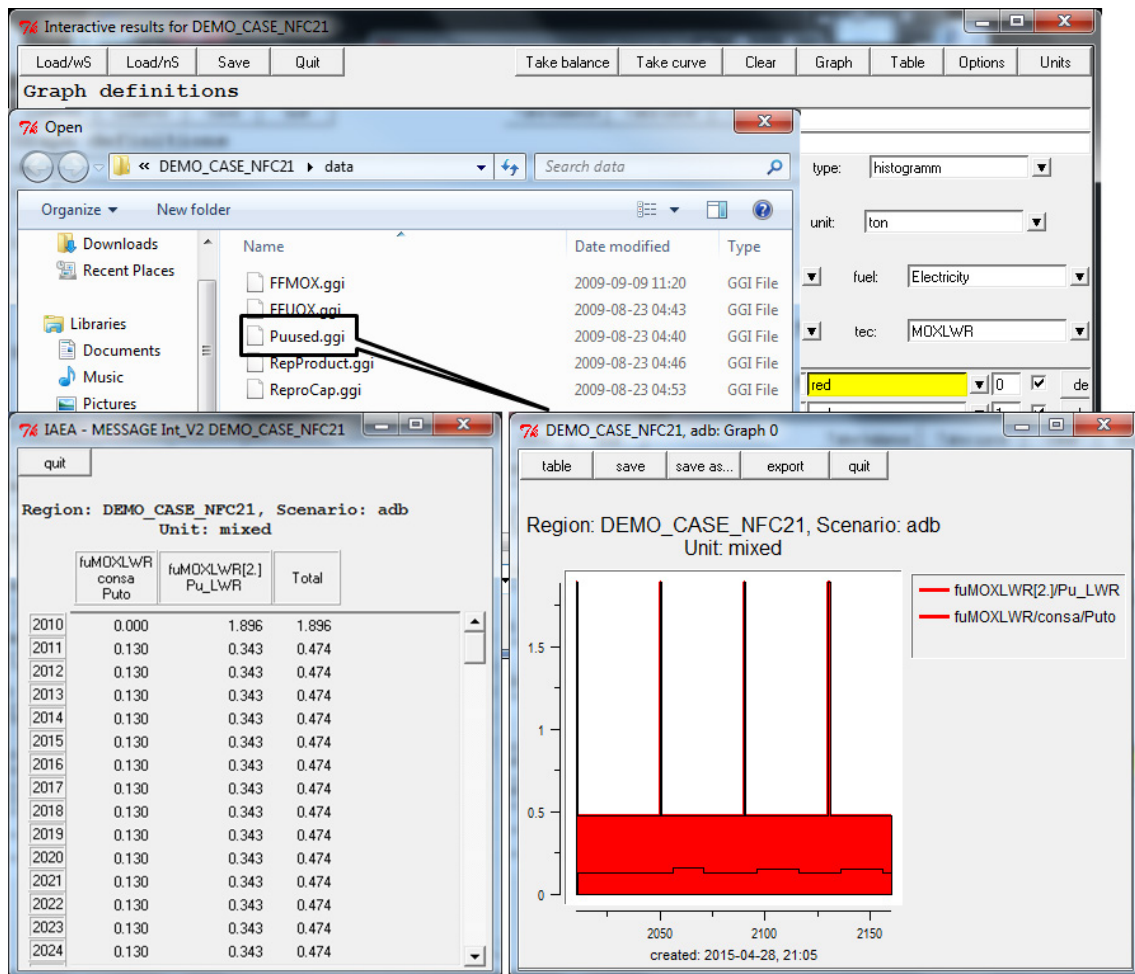 Interactive results for DEMO_CASE_NFC21
Load/wS Load/nS Save Quit Take balance Take curve Clear Graph Table Options Units
Graph definitions
Open
« DEMO_CASE_NFC21 data Search data
type: histogramm
Organize New folder
unit: ton
Downloads
Recent Places
Name Date modified Type
FFMOX.ggi 2009-09-09 11:20 GGI File
fuel: Electricity
FFUOX.ggi 2009-08-23 04:43 GGI File
Libraries
Puused.ggi 2009-08-23 04:40 GGI File
tec: MOXLWR
Documents
RepProduct.ggi 2009-08-23 04:46 GGI File
Music
ReproCap.ggi 2009-08-23 04:53 GGI File
red 0 de
Pictures
IAEA - MESSAGE Int_V2 DEMO_CASE_NFC21
quit
Region: DEMO_CASE_NFC21, Scenario: adb
Unit: mixed
fuMOXLWR consa Puto
fuMOXLWR[2.] Pu_LWR
Total
2010 0.000 1.896 1.896
2011 0.130 0.343 0.474
2012 0.130 0.343 0.474
2013 0.130 0.343 0.474
2014 0.130 0.343 0.474
2015 0.130 0.343 0.474
2016 0.130 0.343 0.474
2017 0.130 0.343 0.474
2018 0.130 0.343 0.474
2019 0.130 0.343 0.474
2020 0.130 0.343 0.474
2021 0.130 0.343 0.474
2022 0.130 0.343 0.474
2023 0.130 0.343 0.474
2024 0.130 0.343 0.474
DEMO_CASE_NFC21, adb: Graph 0
table save save as... export quit
Region: DEMO_CASE_NFC21, Scenario: adb
Unit: mixed
fuMOXLWR[2.]/Pu_LWR
fuMOXLWR/consa/Puto
1.5
1
0.5
0
2050 2100 2150
created: 2015-04-28, 21:05